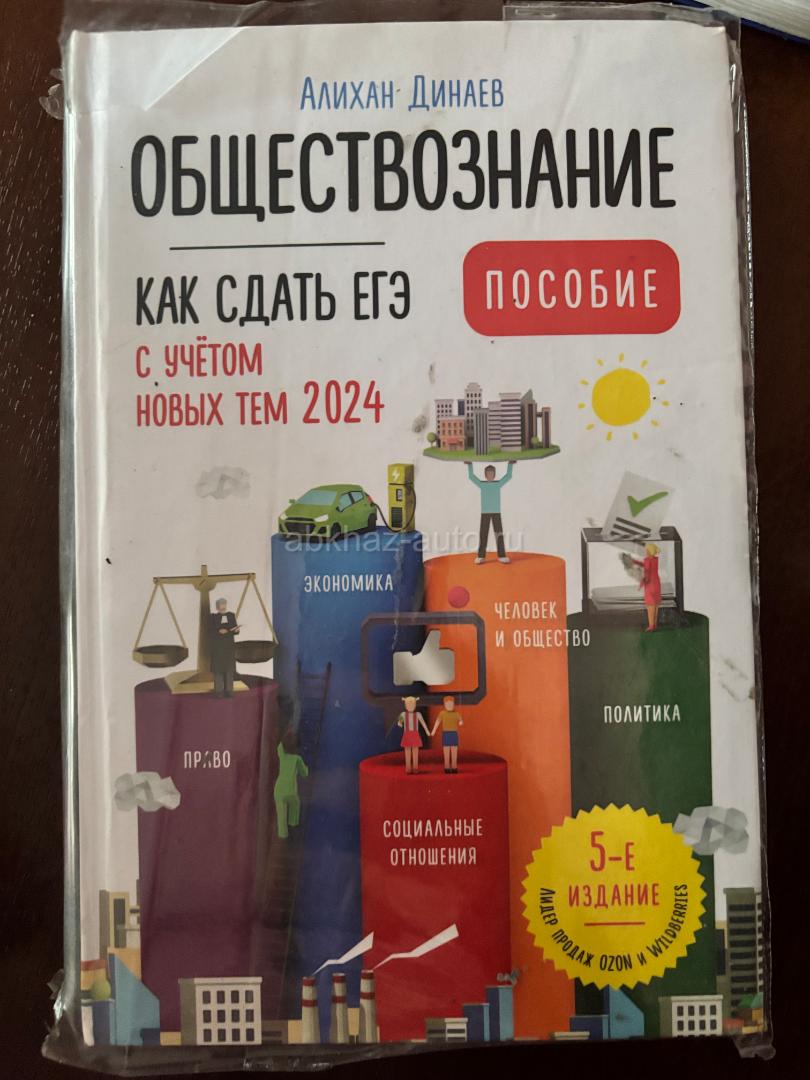 Алихан Динаев
ОБЩЕСТВОЗНАНИЕ
КАК СДАТЬ ЕГЭ
ПОСОБИЕ
С УЧЁТОМ
НОВЫХ ТЕМ 2024
abkhaz-auto.ru
ЭКОНОМИКА
ЧЕЛОВЕК
И ОБЩЕСТВО
ПОЛИТИКА
ПРАВО
СОЦИАЛЬНЫЕ
ОТНОШЕНИЯ
5-Е
ИЗДАНИЕ
ЛИДЕР ПРОДАЖ OZON И WILDBERRIES